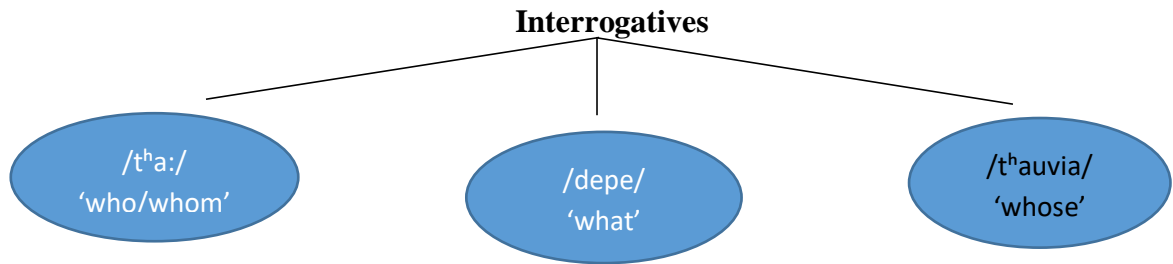 Interrogatives
/tʰa:/
‘who/whom’
/depe/
‘what’
/tʰauvia/
‘whose’